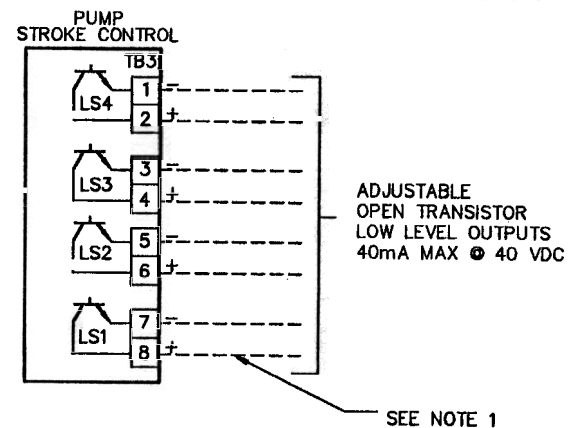 PUMP
STROKE CONTROL
TB3
LS4
1 -
2 +
LS3
3 -
4 +
LS2
5 -
6 +
LS1
7 -
8 +
ADJUSTABLE
OPEN TRANSISTOR
LOW LEVEL OUTPUTS
40mA MAX @ 40 VDC
SEE NOTE 1